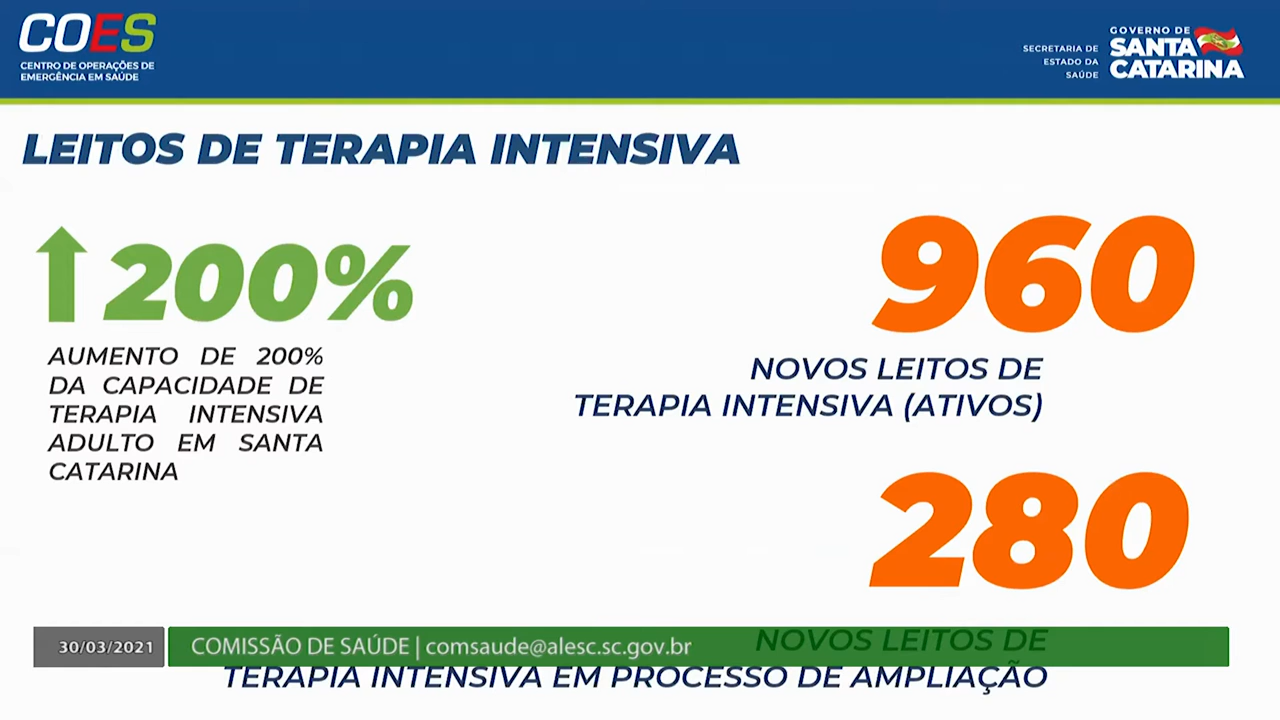 COES
CENTRO DE OPERAÇÕES DE
EMERGÊNCIA EM SAÚDE
SECRETARIA DE
ESTADO DA
SAÚDE
GOVERNO DE
SANTA
CATARINA
LEITOS DE TERAPIA INTENSIVA
200%
AUMENTO DE 200%
DA CAPACIDADE DE
TERAPIA INTENSIVA
ADULTO EM SANTA
CATARINA
960
NOVOS LEITOS DE
TERAPIA INTENSIVA (ATIVOS)
280
NOVOS LEITOS DE
TERAPIA INTENSIVA EM PROCESSO DE AMPLIAÇÃO
30/03/2021
COMISSÃO DE SAÚDE | comsaude@alesc.sc.gov.br